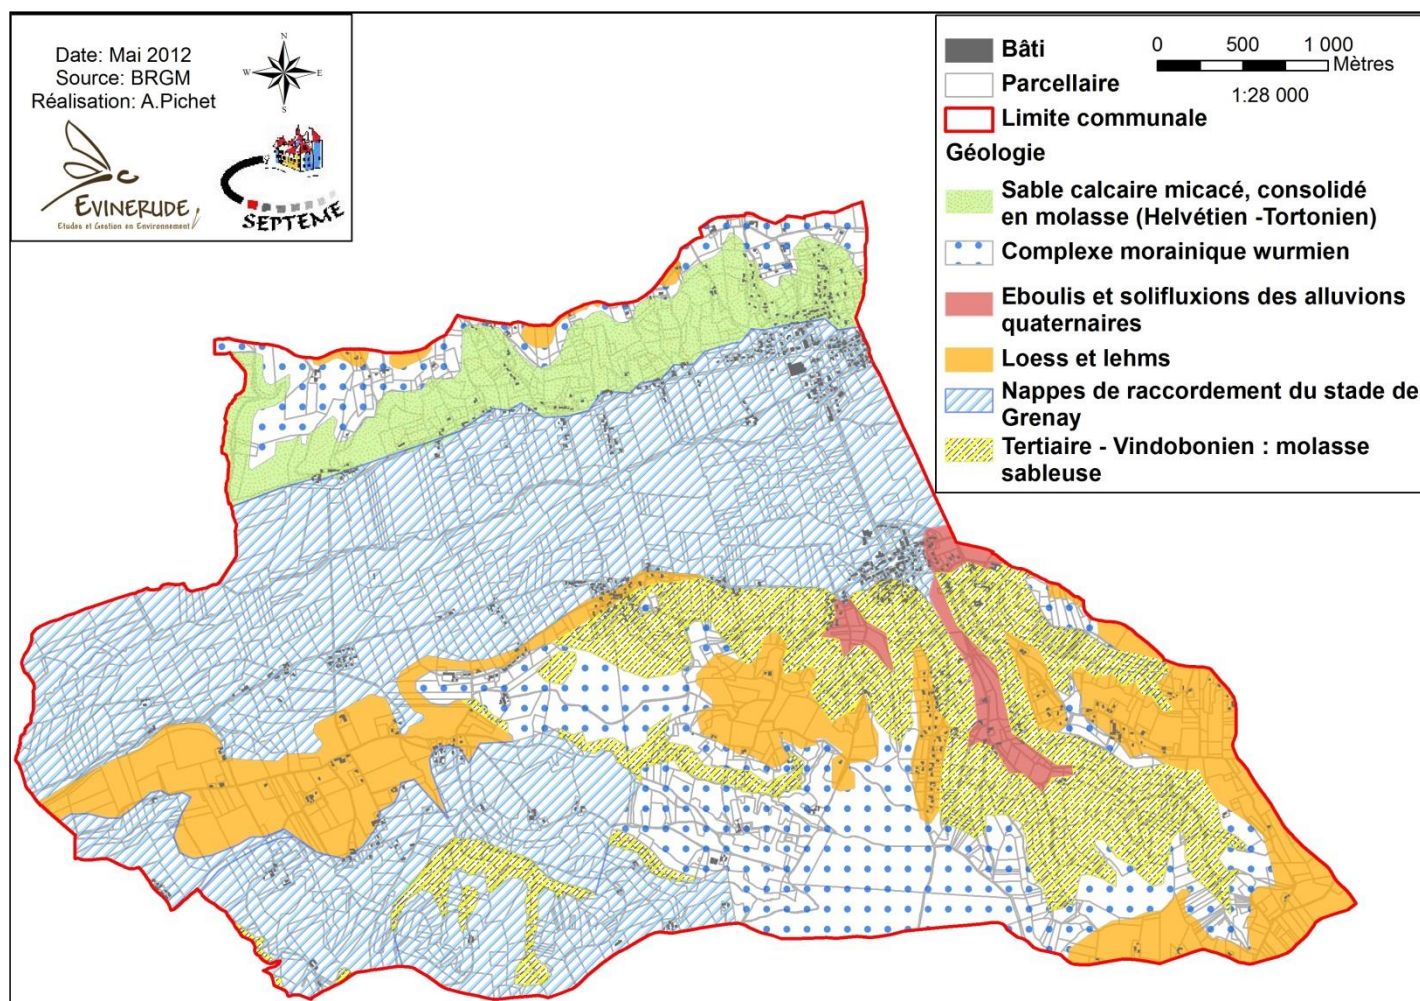 Date: Mai 2012
Source: BRGM
Réalisation: A.Pichet
N
W
E
S
EVINERUDE
Etudes et Gestion en Environnement
SEPTEME
Bâti
Parcellaire
Limite communale
Géologie
Sable calcaire micacé, consolidé
en molasse (Helvétien -Tortonien)
Complexe morainique wurmien
Eboulis et solifluxions des alluvions
quaternaires
Loess et lehms
Nappes de raccordement du stade de
Grenay
Tertiaire - Vindobonien : molasse
sableuse
0 500 1 000
Mètres
1:28 000